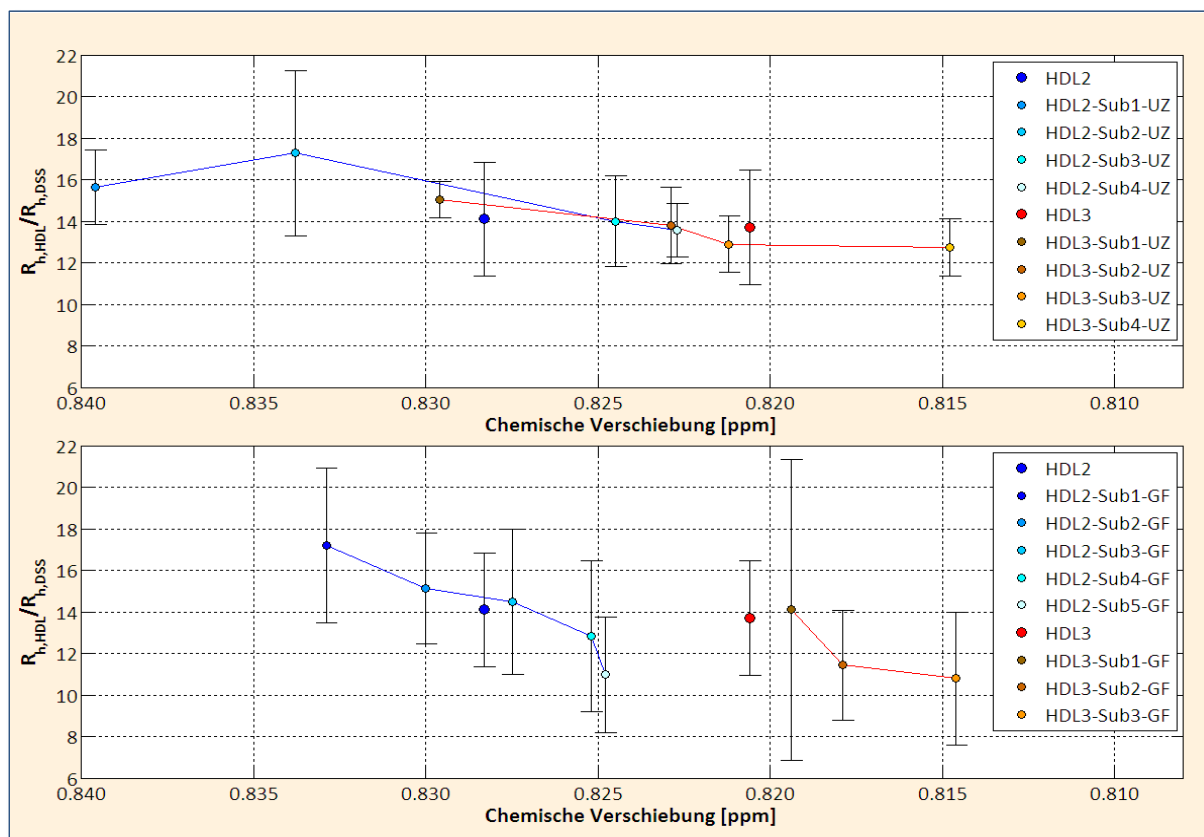 22
20
18
16
14
12
10
8
6
R_h,HDL/R_h,DSS
0.840 0.835 0.830 0.825 0.820 0.815 0.810
Chemische Verschiebung [ppm]
HDL2
HDL2-Sub1-UZ
HDL2-Sub2-UZ
HDL2-Sub3-UZ
HDL2-Sub4-UZ
HDL3
HDL3-Sub1-UZ
HDL3-Sub2-UZ
HDL3-Sub3-UZ
HDL3-Sub4-UZ
22
20
18
16
14
12
10
8
6
R_h,HDL/R_h,DSS
0.840 0.835 0.830 0.825 0.820 0.815 0.810
Chemische Verschiebung [ppm]
HDL2
HDL2-Sub1-GF
HDL2-Sub2-GF
HDL2-Sub3-GF
HDL2-Sub4-GF
HDL2-Sub5-GF
HDL3
HDL3-Sub1-GF
HDL3-Sub2-GF
HDL3-Sub3-GF